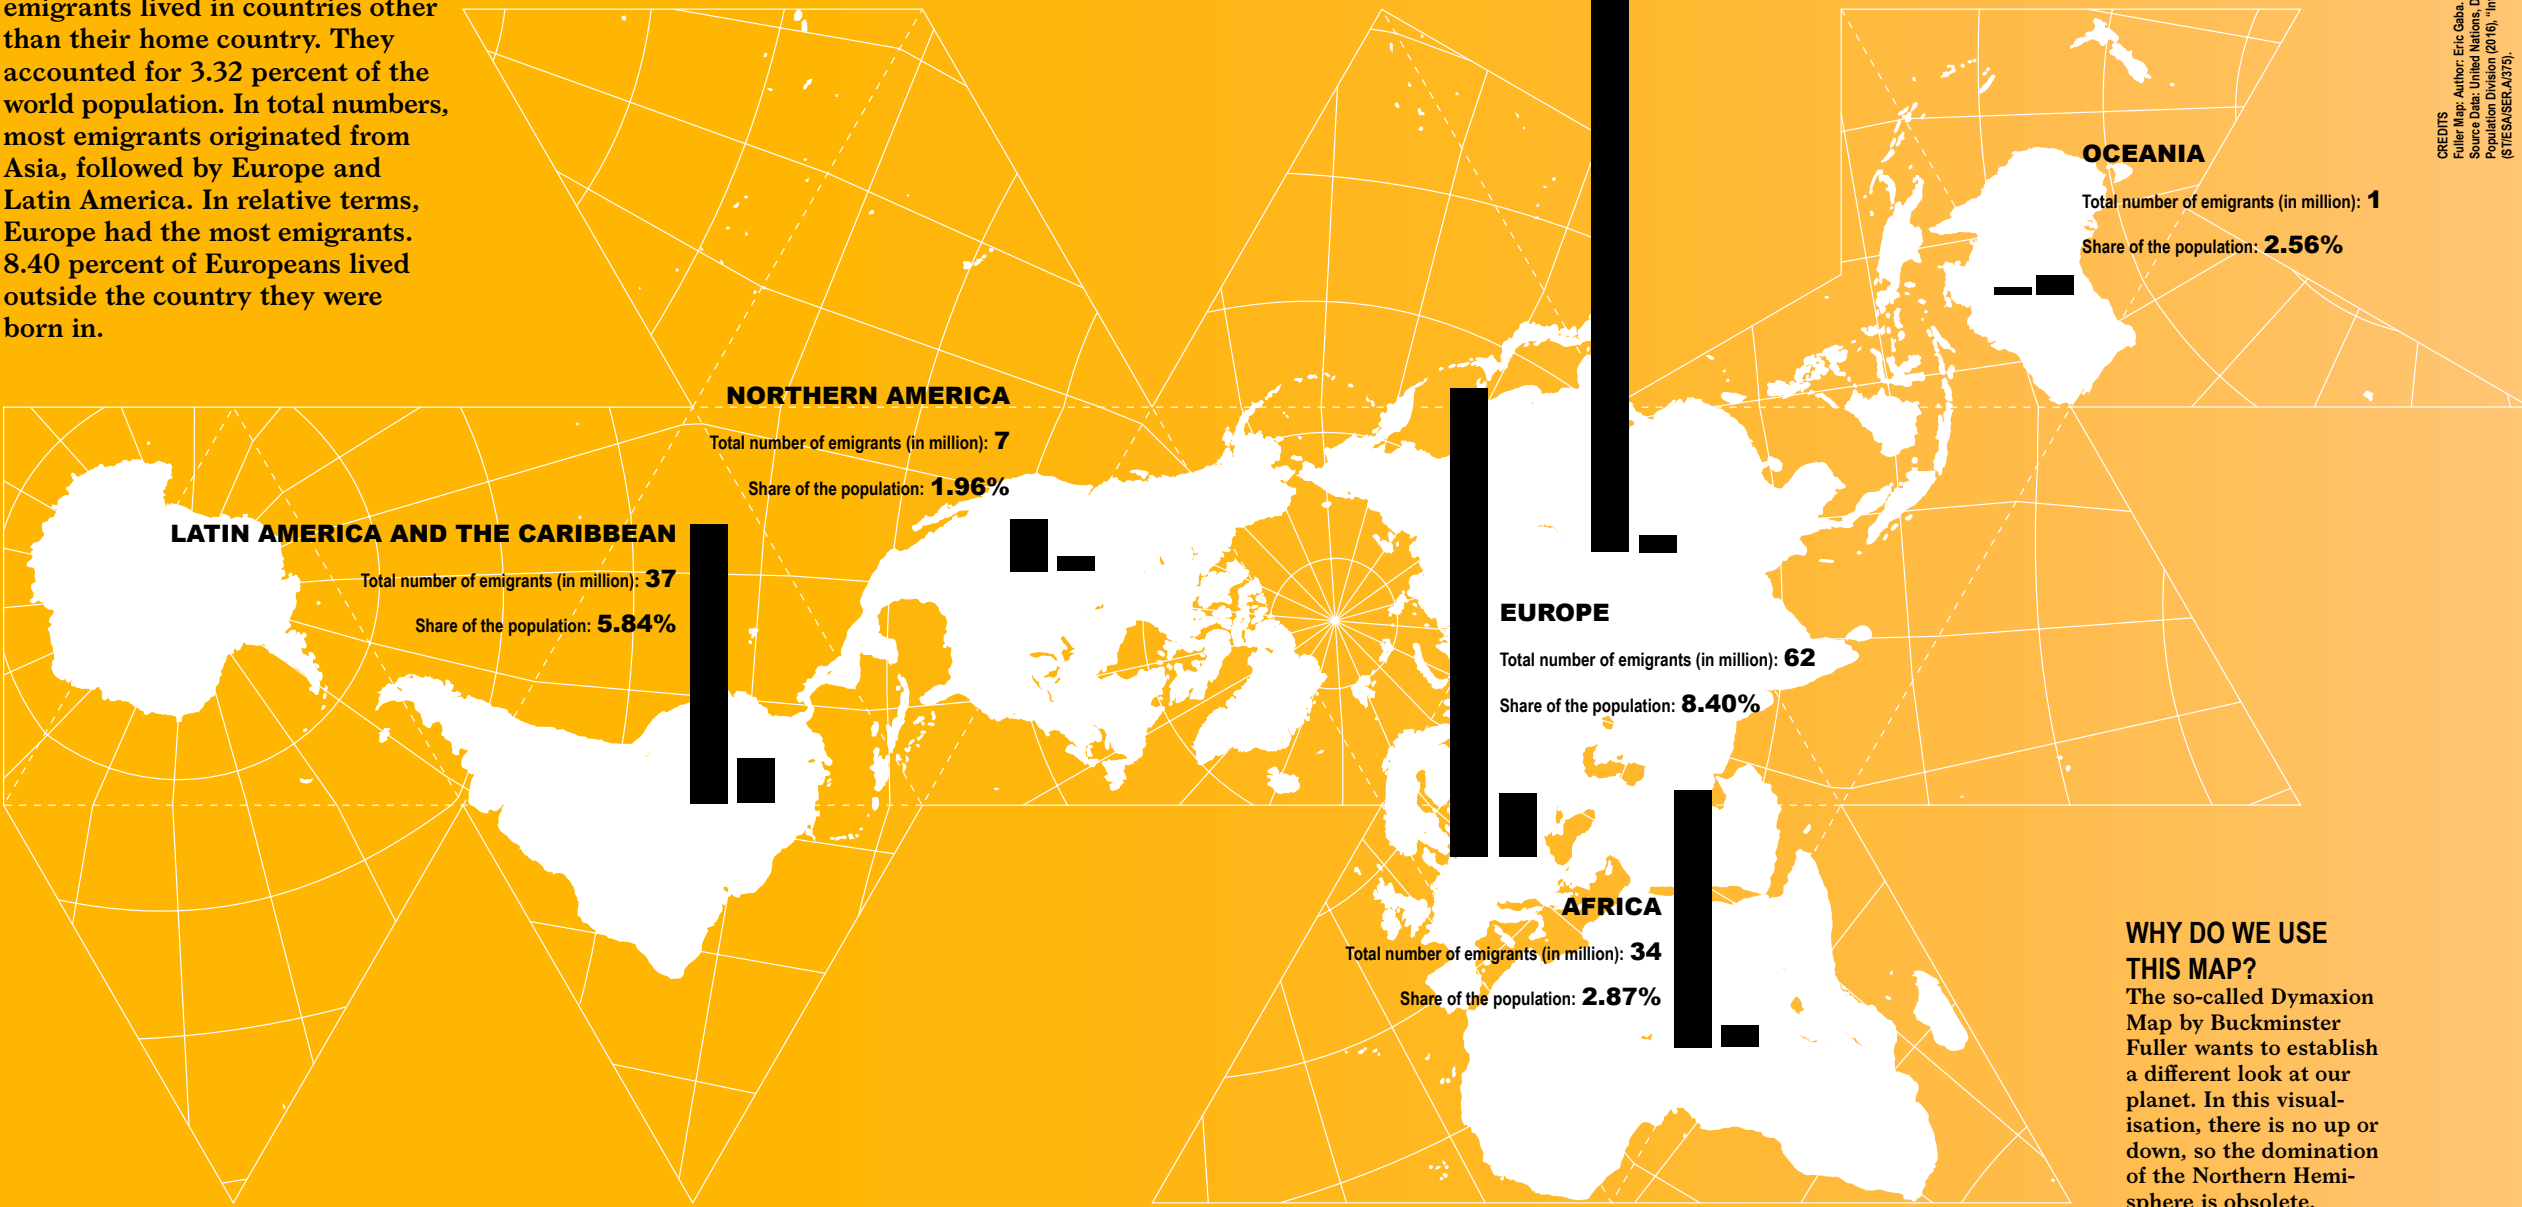 emigrants lived in countries other
than their home country. They
accounted for 3.32 percent of the
world population. In total numbers,
most emigrants originated from
Asia, followed by Europe and
Latin America. In relative terms,
Europe had the most emigrants.
8.40 percent of Europeans lived
outside the country they were
born in.
NORTHERN AMERICA
Total number of emigrants (in million): 7
Share of the population: 1.96%
LATIN AMERICA AND THE CARIBBEAN
Total number of emigrants (in million): 37
Share of the population: 5.84%
OCEANIA
Total number of emigrants (in million): 1
Share of the population: 2.56%
EUROPE
Total number of emigrants (in million): 62
Share of the population: 8.40%
AFRICA
Total number of emigrants (in million): 34
Share of the population: 2.87%
CREDITS
Fuller Map: Author: Eric Gaba.
Source Data: United Nations,
Population Division (2016),
(ST/ESA/SER.A/375).
WHY DO WE USE
THIS MAP?
The so-called Dymaxion
Map by Buckminster
Fuller wants to establish
a different look at our
planet. In this visual-
isation, there is no up or
down, so the domination
of the Northern Hemi-
sphere is obsolete.